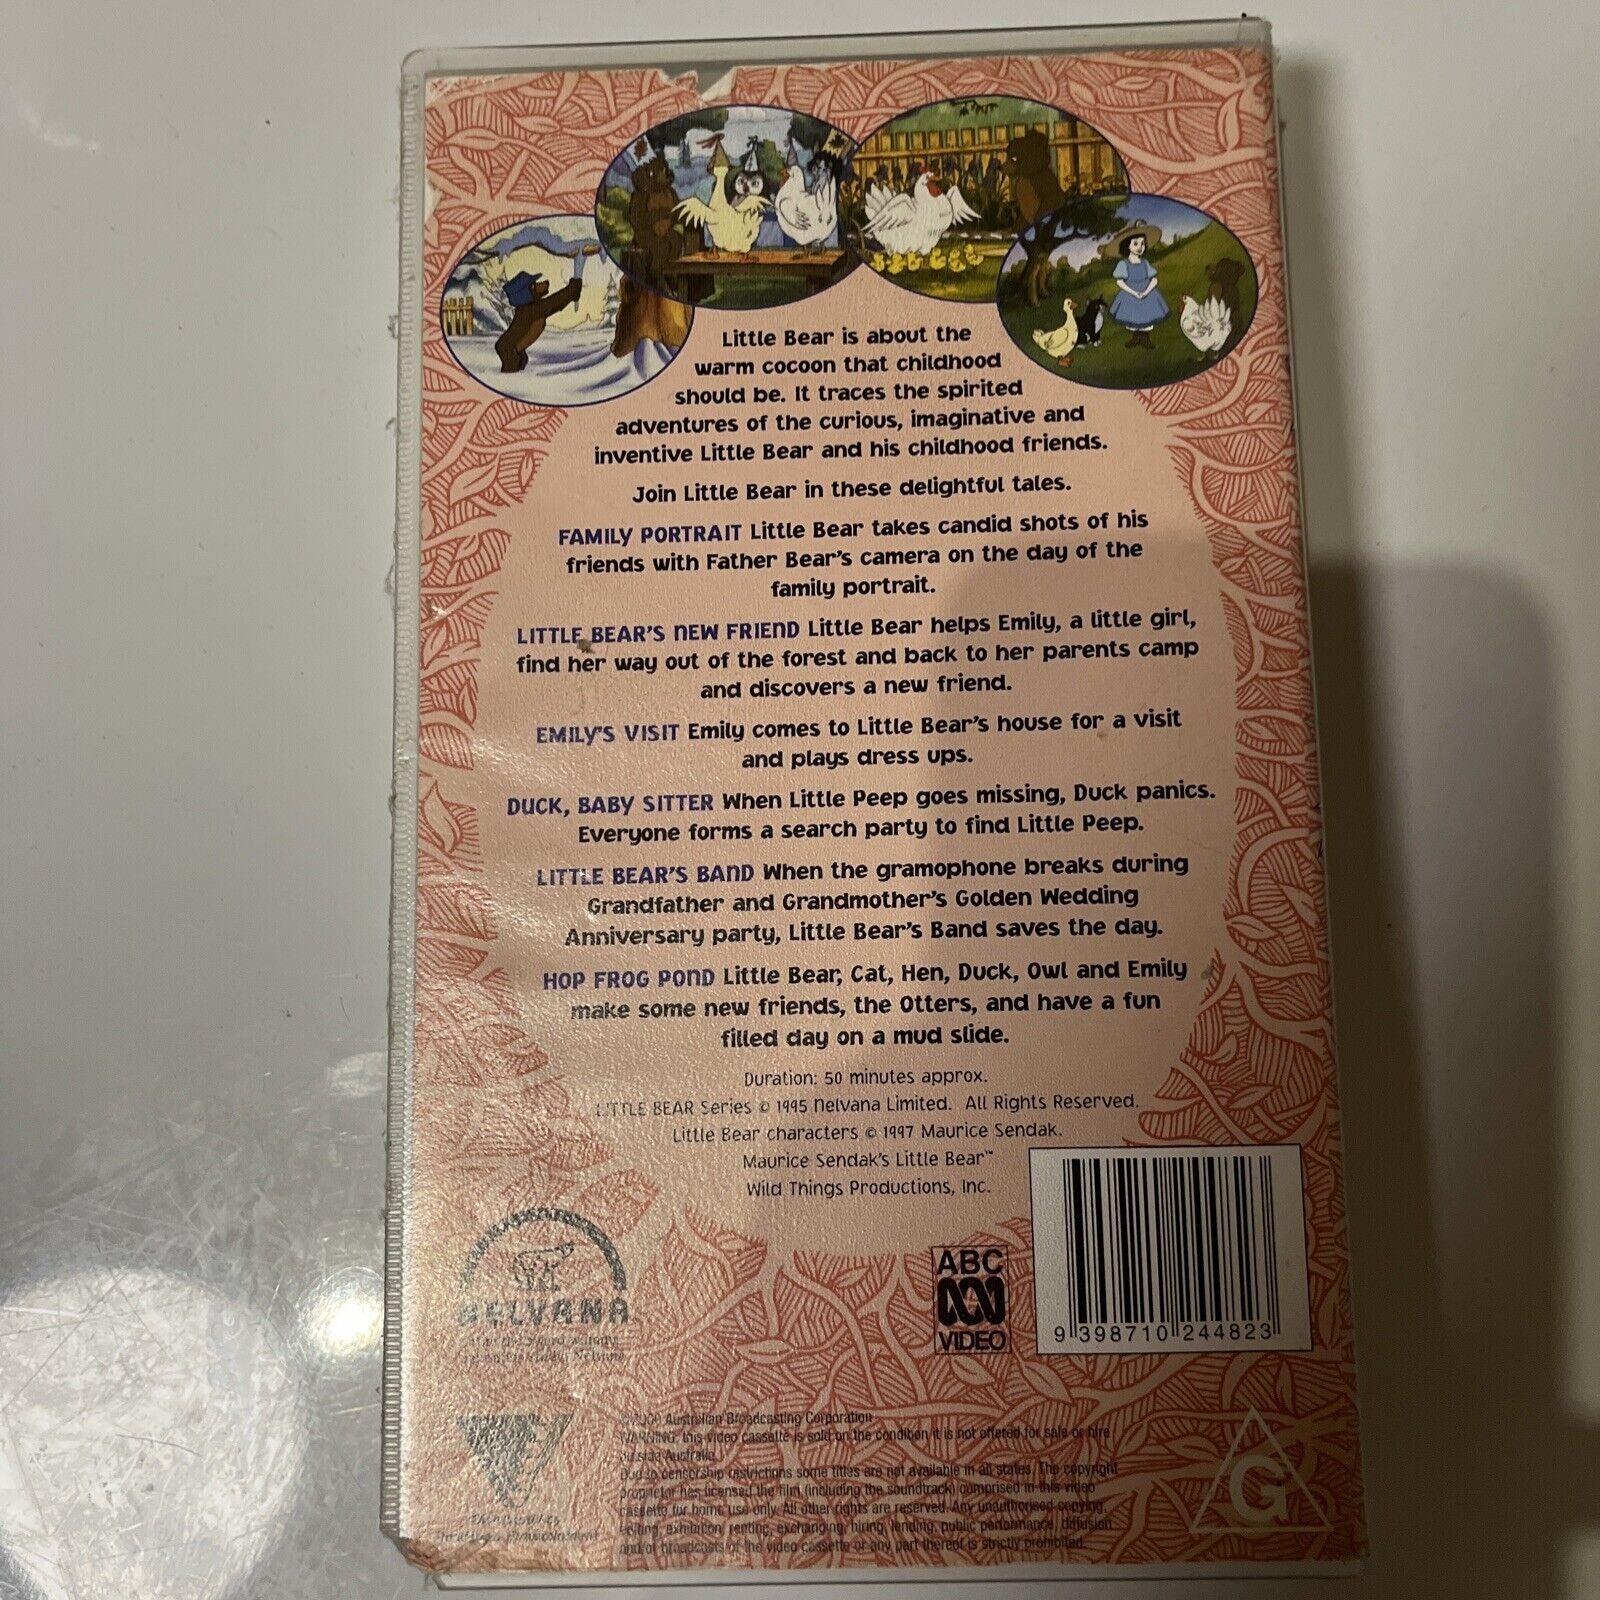 Little Bear is about the
warm cocoon that childhood
should be. It traces the spirited
adventures of the curious, imaginative and
inventive Little Bear and his childhood friends.
Join Little Bear in these delightful tales.
FAMILY PORTRAIT Little Bear takes candid shots of his
friends with Father Bear's camera on the day of the
family portrait.
LITTLE BEAR'S NEW FRIEND Little Bear helps Emily, a little girl,
find her way out of the forest and back to her parents camp
and discovers a new friend.
EMILY'S VISIT Emily comes to Little Bear's house for a visit
and plays dress ups.
DUCK, BABY SITTER When Little Peep goes missing, Duck panics.
Everyone forms a search party to find Little Peep.
LITTLE BEAR'S BAND When the gramophone breaks during
Grandfather and Grandmother's Golden Wedding
Anniversary party, Little Bear's Band saves the day.
HOP FROG POND Little Bear, Cat, Hen, Duck, Owl and Emily
make some new friends, the Otters, and have a fun
filled day on a mud slide.
Duration: 50 minutes approx.
LITTLE BEAR Series © 1995 Nelvana Limited. All Rights Reserved.
Little Bear characters © 1997 Maurice Sendak.
Maurice Sendak's Little Bear™
Wild Things Productions, Inc.
NELVANA
ABC
VIDEO
9 398710 244823
Australian Broadcasting Corporation
WARNING: this video cassette is sold on the condition it is not offered for sale or hire
outside Australia.
Due to censorship restrictions some titles are not available in all states. The copyright
proprietor has licensed the film (including the soundtrack) comprised in this video
cassette for home use only. All other rights are reserved. Any unauthorised copying,
editing, exhibition, renting, exchanging, hiring, lending, public performance, diffusion
and/or broadcasts of the video cassette or any part thereof is strictly prohibited.
G